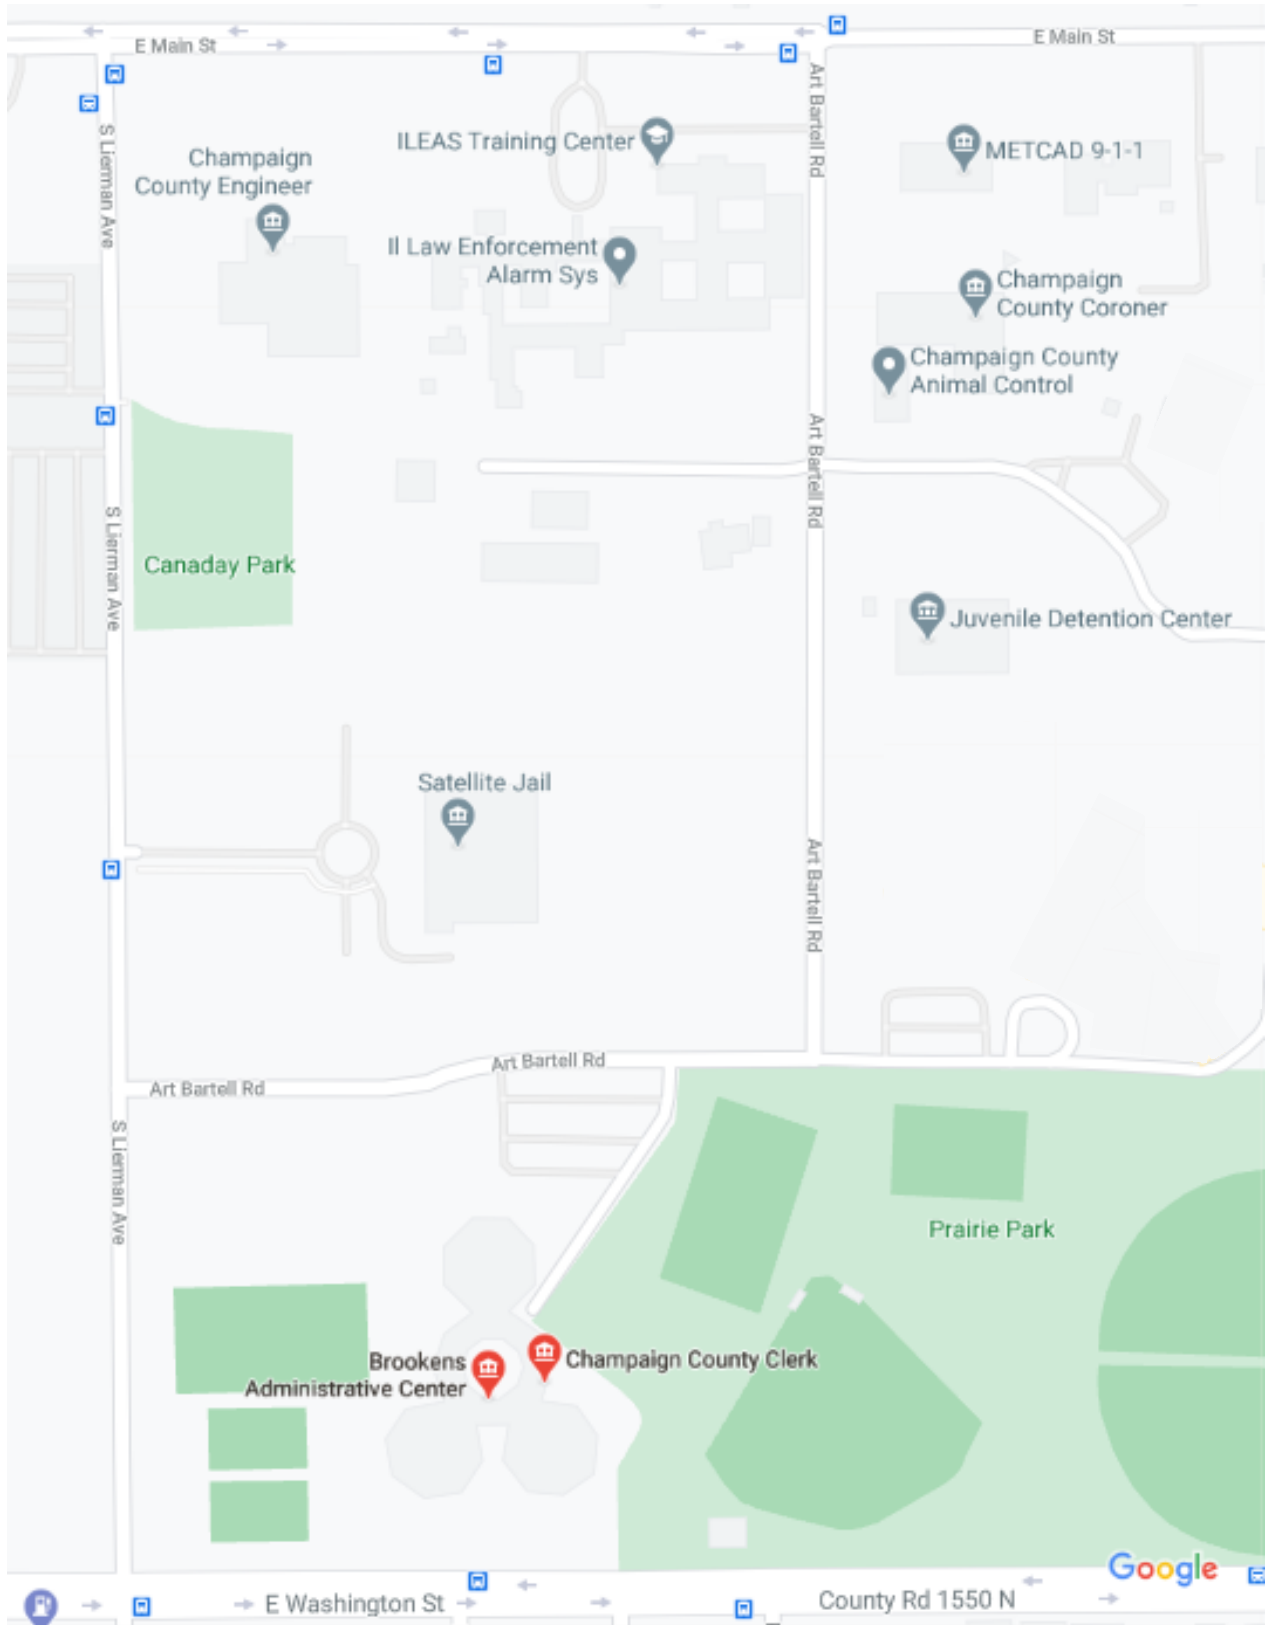 E Main St
E Main St
S Lierman Ave
Art Bartell Rd
ILEAS Training Center
METCAD 9-1-1
Champaign
County Engineer
Il Law Enforcement
Alarm Sys
Champaign
County Coroner
Champaign County
Animal Control
Art Bartell Rd
S Lierman Ave
Canaday Park
Juvenile Detention Center
Satellite Jail
Art Bartell Rd
Art Bartell Rd
Art Bartell Rd
S Lierman Ave
Prairie Park
Brookens
Administrative Center
Champaign County Clerk
Google
E Washington St
County Rd 1550 N